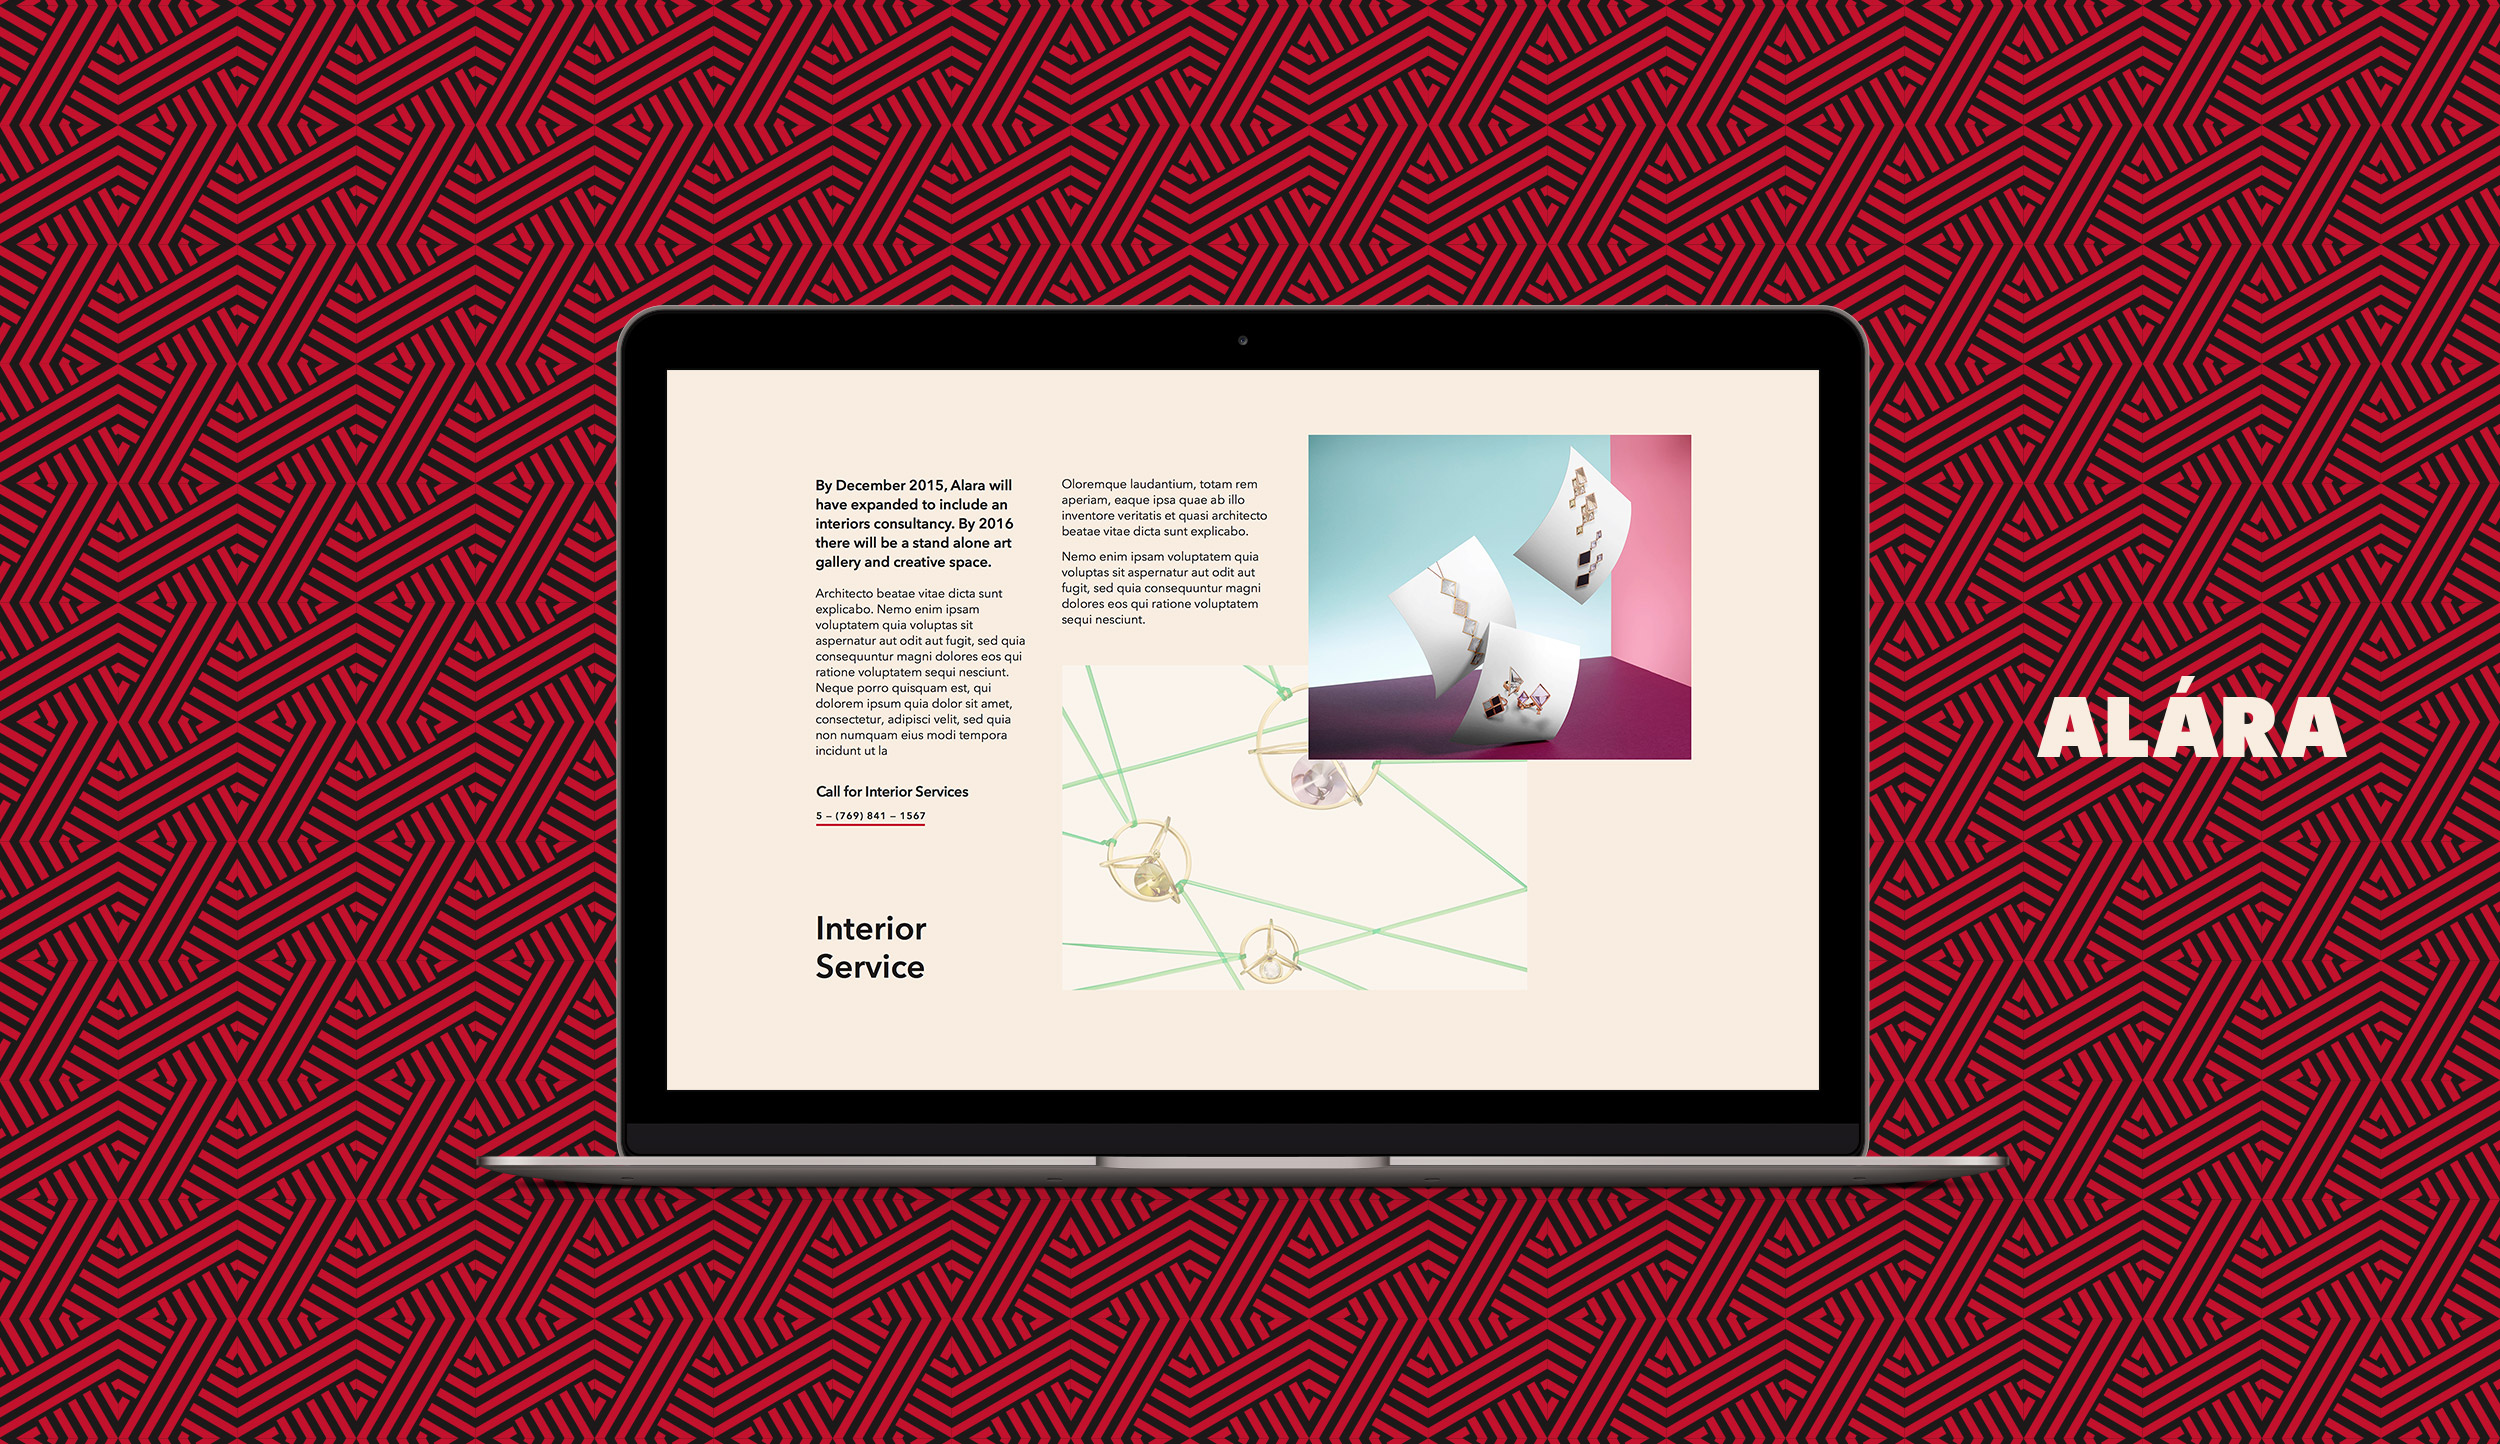 By December 2015, Alara will
have expanded to include an
interiors consultancy. By 2016
there will be a stand alone art
gallery and creative space.
Architecto beatae vitae dicta sunt
explicabo. Nemo enim ipsam
voluptatem quia voluptas sit
aspernatur aut odit aut fugit, sed quia
consequuntur magni dolores eos qui
ratione voluptatem sequi nesciunt.
Neque porro quisquam est, qui
dolorem ipsum quia dolor sit amet,
consectetur, adipisci velit, sed quia
non numquam eius modi tempora
incidunt ut la
Call for Interior Services
5 – (769) 841 – 1567
Interior
Service
Oloremque laudantium, totam rem
aperiam, eaque ipsa quae ab illo
inventore veritatis et quasi architecto
beatae vitae dicta sunt explicabo.
Nemo enim ipsam voluptatem quia
voluptas sit aspernatur aut odit aut
fugit, sed quia consequuntur magni
dolores eos qui ratione voluptatem
sequi nesciunt.
ALÁRA